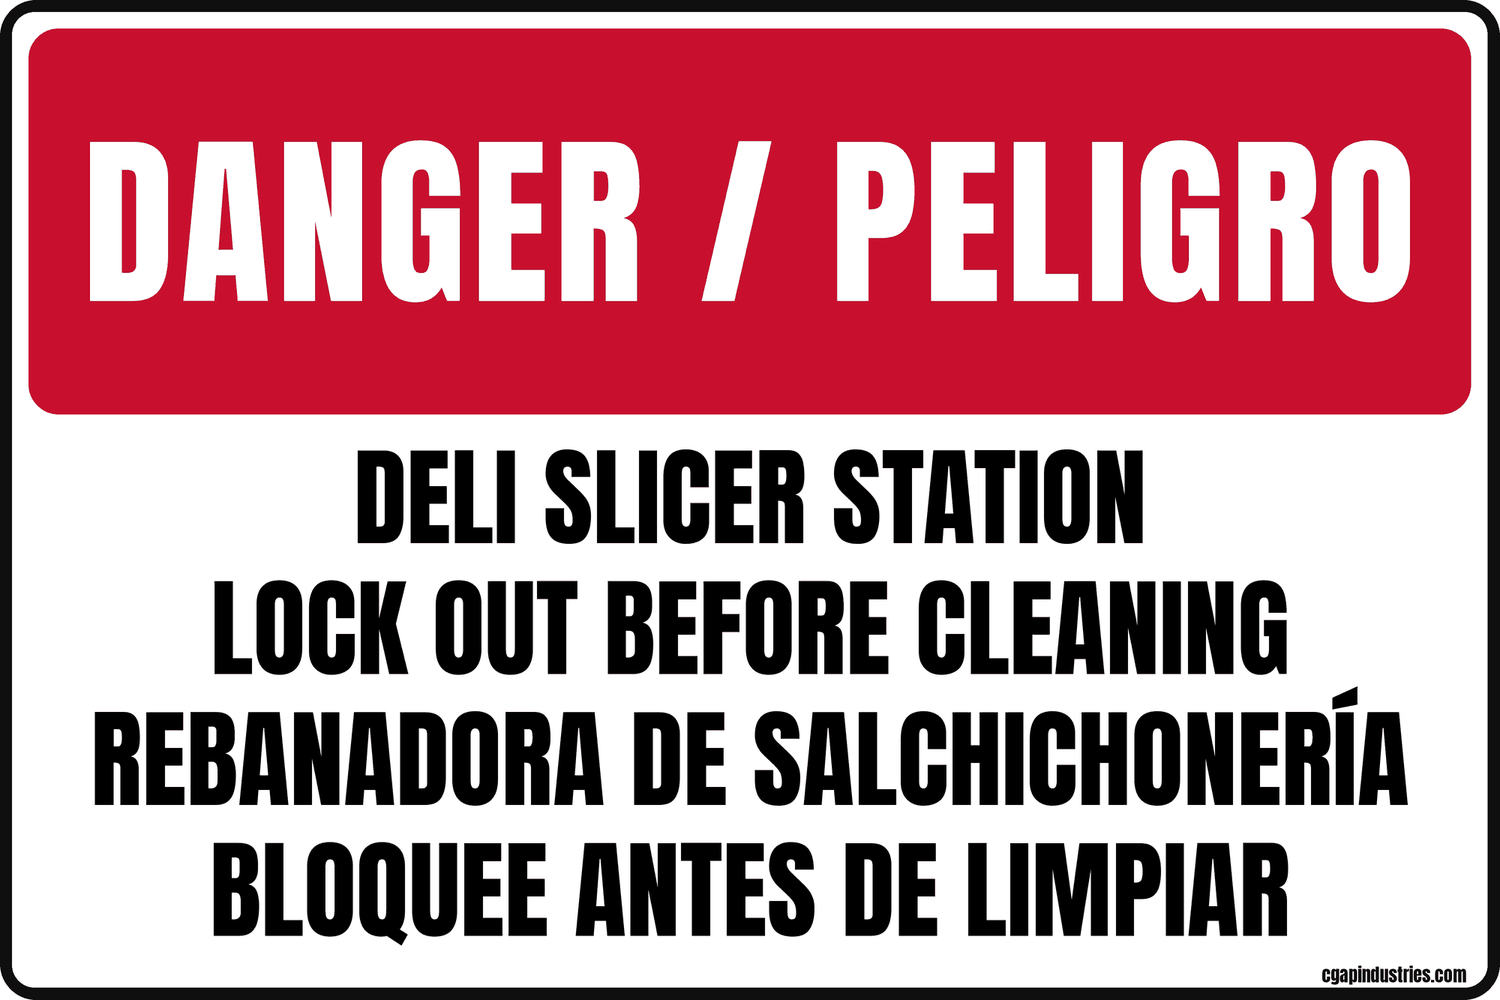 DANGER / PELIGRO
DELI SLICER STATION
LOCK OUT BEFORE CLEANING
REBANADORA DE SALCHICHONERÍA
BLOQUEE ANTES DE LIMPIAR
cgapindustries.com